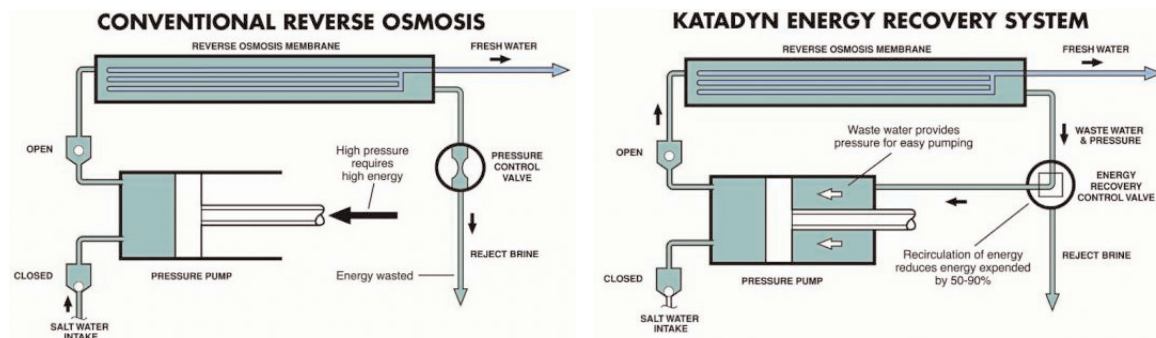 CONVENTIONAL REVERSE OSMOSIS
REVERSE OSMOSIS MEMBRANE
FRESH WATER
OPEN
High pressure
requires
high energy
PRESSURE
CONTROL
VALVE
REJECT BRINE
PRESSURE PUMP
Energy wasted
CLOSED
SALT WATER
INTAKE
KATADYN ENERGY RECOVERY SYSTEM
REVERSE OSMOSIS MEMBRANE
FRESH WATER
Waste water provides
pressure for easy pumping
WASTE WATER
& PRESSURE
OPEN
ENERGY
RECOVERY
CONTROL VALVE
Recirculation of energy
reduces energy expended
by 50-90%
REJECT BRINE
PRESSURE PUMP
CLOSED
SALT WATER
INTAKE